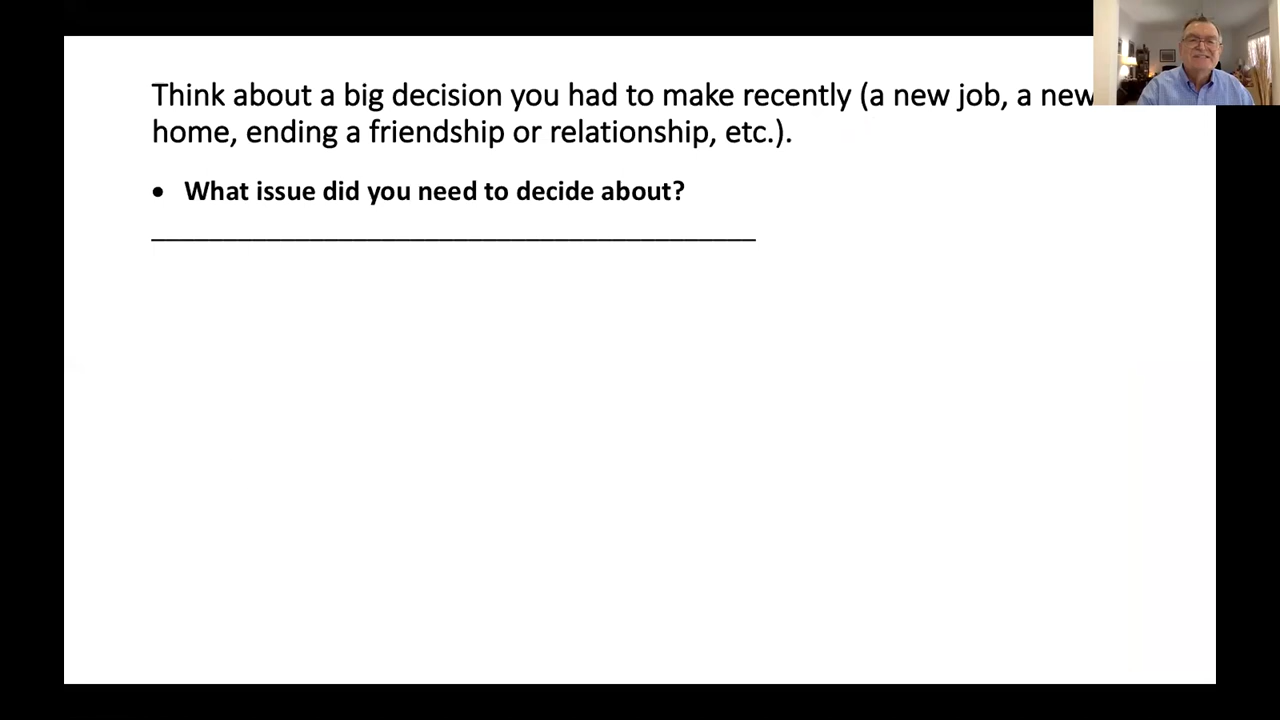 Think about a big decision you had to make recently (a new job, a new
home, ending a friendship or relationship, etc.).
• What issue did you need to decide about?
__________________________________________